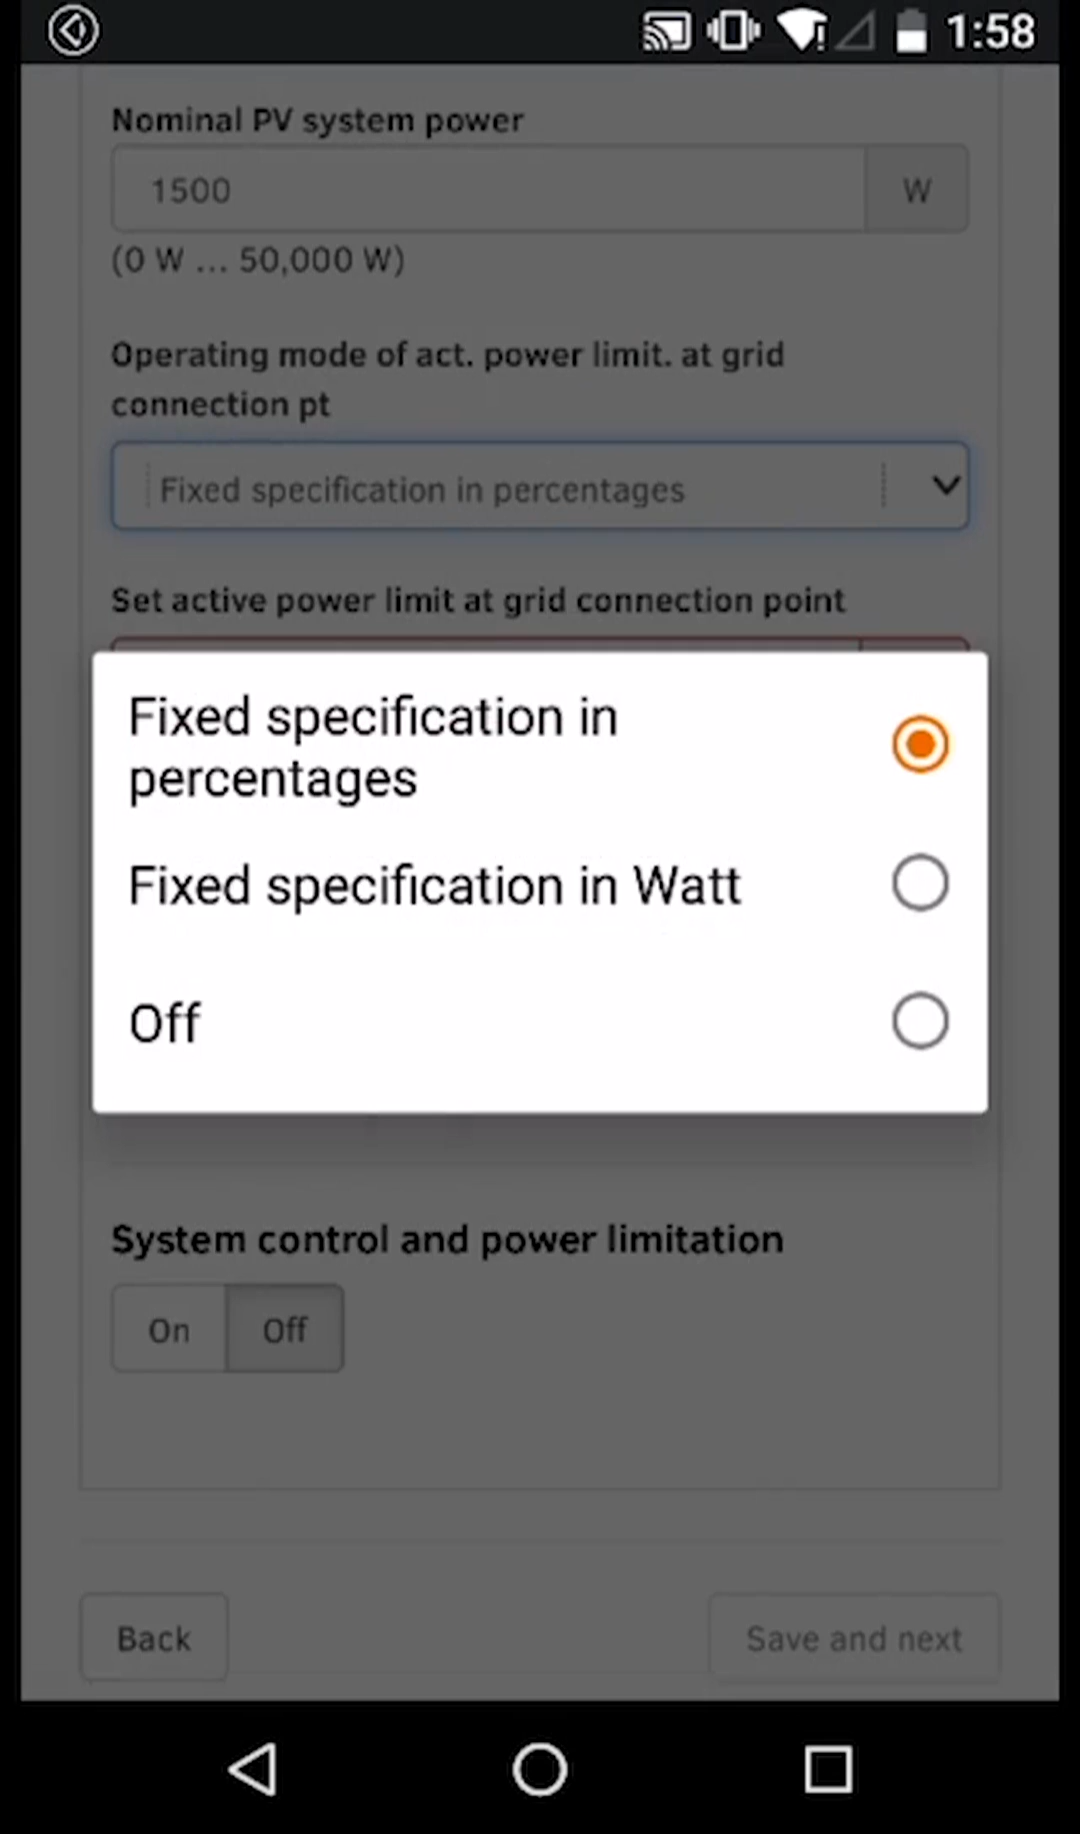 1:58
Nominal PV system power
1500
W
(0 W ... 50,000 W)
Operating mode of act. power limit. at grid
connection pt
Fixed specification in percentages
Set active power limit at grid connection point
Fixed specification in
percentages
Fixed specification in Watt
Off
System control and power limitation
On
Off
Back
Save and next